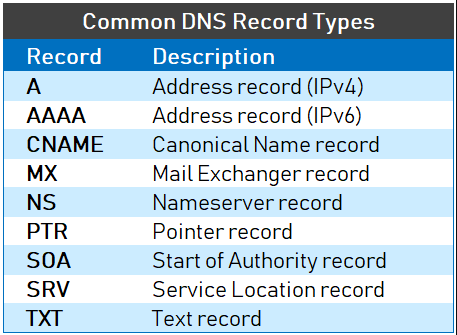 Common DNS Record Types
Record Description
A Address record (IPv4)
AAAA Address record (IPv6)
CNAME Canonical Name record
MX Mail Exchanger record
NS Nameserver record
PTR Pointer record
SOA Start of Authority record
SRV Service Location record
TXT Text record